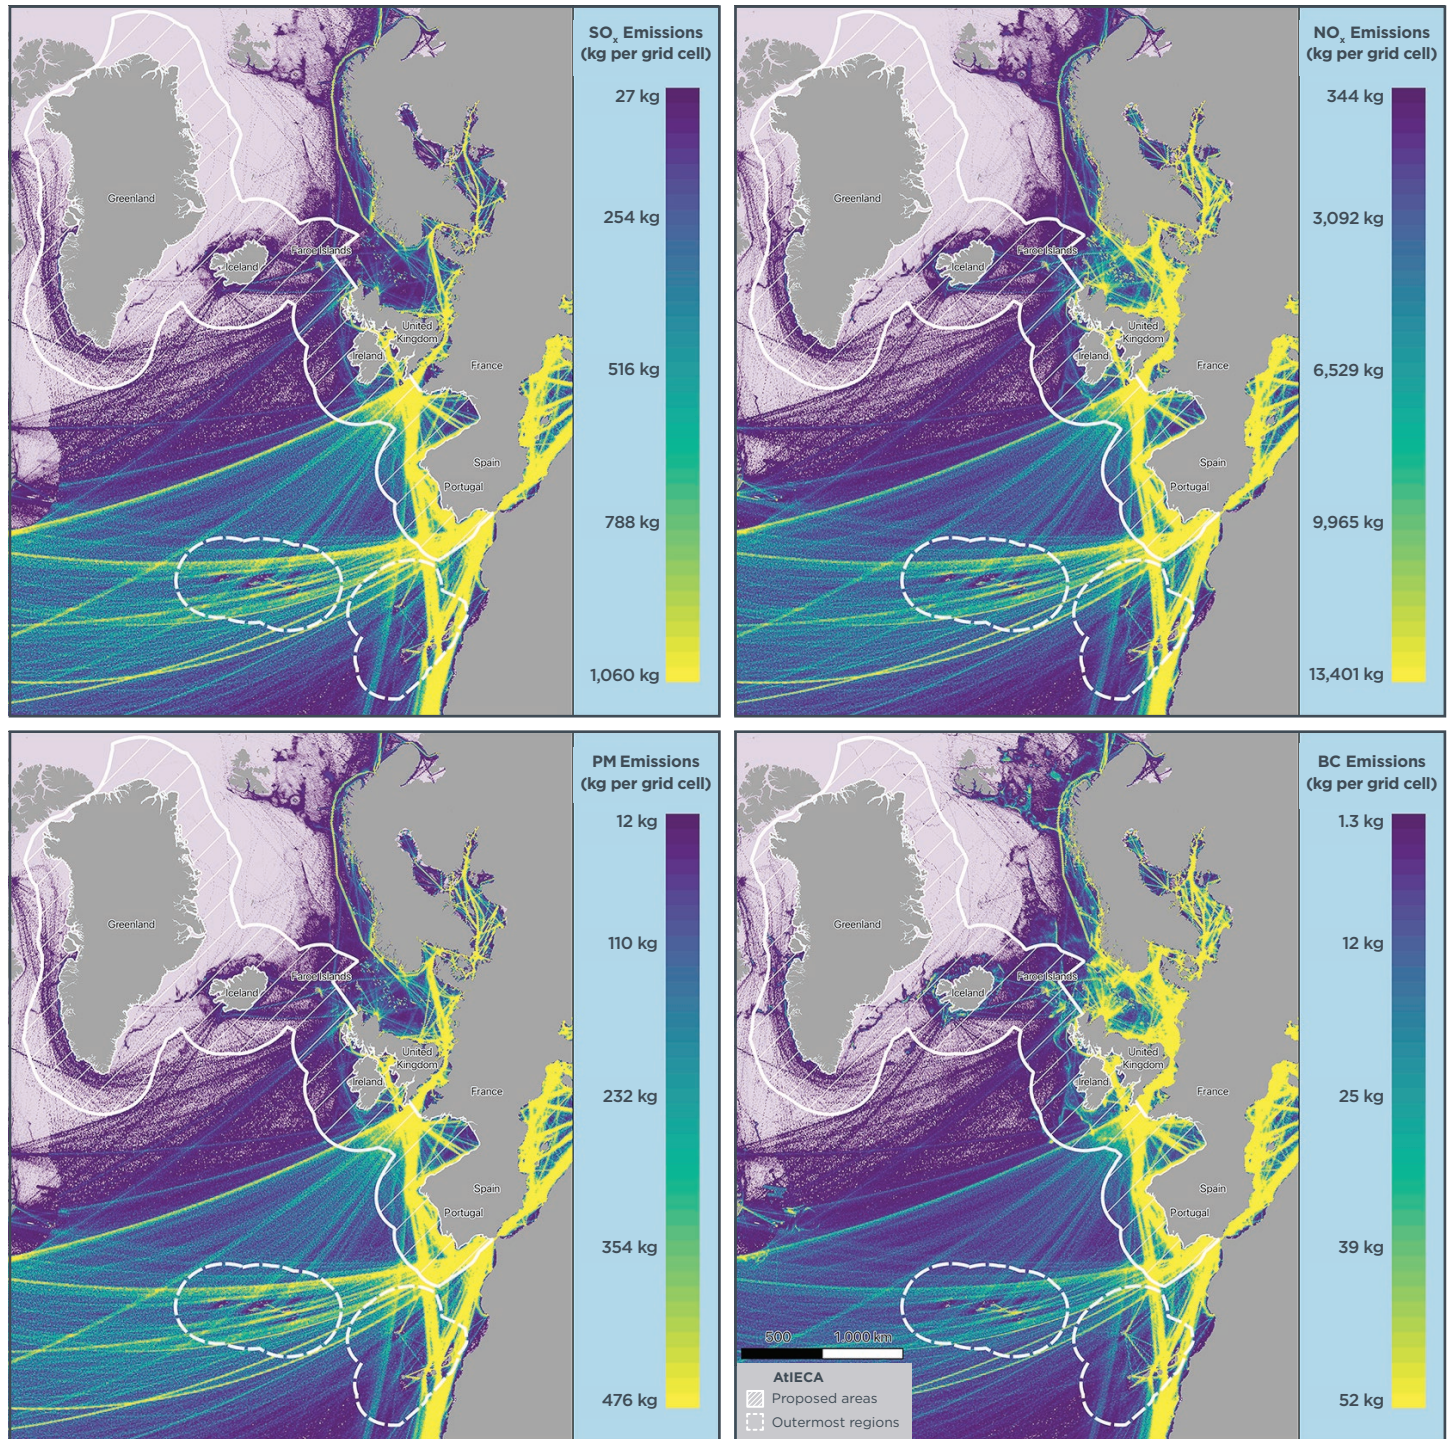 SOx Emissions
(kg per grid cell)
27 kg
254 kg
516 kg
788 kg
1,060 kg
Greenland
Iceland
Faroe Islands
United
Kingdom
Ireland
France
Spain
Portugal
NOx Emissions
(kg per grid cell)
344 kg
3,092 kg
6,529 kg
9,965 kg
13,401 kg
Greenland
Iceland
Faroe Islands
United
Kingdom
Ireland
France
Spain
Portugal
PM Emissions
(kg per grid cell)
12 kg
110 kg
232 kg
354 kg
476 kg
Greenland
Iceland
Faroe Islands
United
Kingdom
Ireland
France
Spain
Portugal
BC Emissions
(kg per grid cell)
1.3 kg
12 kg
25 kg
39 kg
52 kg
Greenland
Iceland
Faroe Islands
United
Kingdom
Ireland
France
Spain
Portugal
500 1.000 km
AtlECA
Proposed areas
Outermost regions